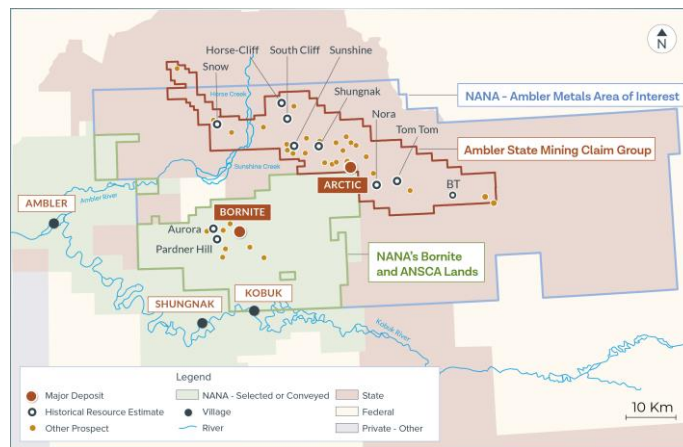 Horse-Cliff
South Cliff
Sunshine
N
Snow
Shungnak
Horse Creek
NANA - Ambler Metals Area of Interest
Nora
Tom Tom
Ambler State Mining Claim Group
Sunshine Creek
ARCTIC
BT
AMBLER
Ambler River
BORNITE
Aurora
Pardner Hill
NANA's Bornite
and ANSCA Lands
KOBUK
SHUNGNAK
Kobuk River
Legend
Major Deposit
NANA - Selected or Conveyed
State
Historical Resource Estimate
Village
Federal
Other Prospect
River
Private - Other
10 Km